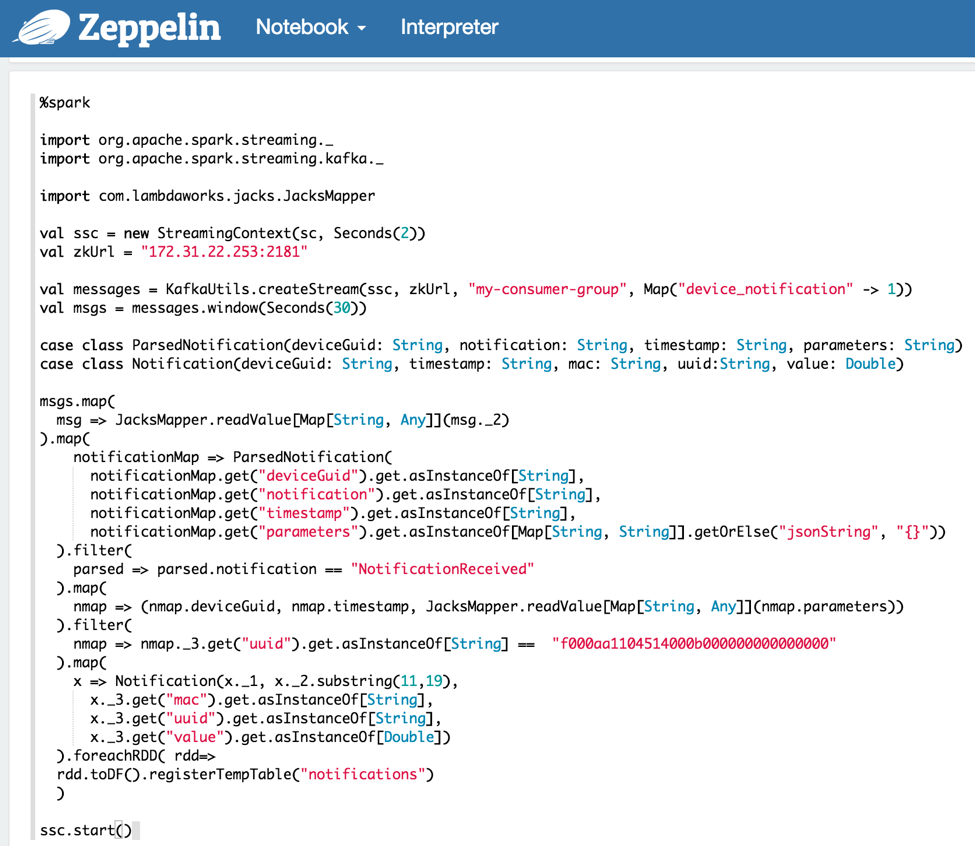 Zeppelin Notebook Interpreter
%spark
import org.apache.spark.streaming._
import org.apache.spark.streaming.kafka._
import com.lambdaworks.jacks.JacksMapper
val ssc = new StreamingContext(sc, Seconds(2))
val zkUrl = "172.31.22.253:2181"
val messages = KafkaUtils.createStream(ssc, zkUrl, "my-consumer-group", Map("device_notification" -> 1))
val msgs = messages.window(Seconds(30))
case class ParsedNotification(deviceGuid: String, notification: String, timestamp: String, parameters: String)
case class Notification(deviceGuid: String, timestamp: String, mac: String, uuid:String, value: Double)
msgs.map(
  msg => JacksMapper.readValue[Map[String, Any]](msg._2)
).map(
    notificationMap => ParsedNotification(
      notificationMap.get("deviceGuid").get.asInstanceOf[String],
      notificationMap.get("notification").get.asInstanceOf[String],
      notificationMap.get("timestamp").get.asInstanceOf[String],
      notificationMap.get("parameters").get.asInstanceOf[Map[String, String]].getOrElse("jsonString", "{}"))
  ).filter(
    parsed => parsed.notification == "NotificationReceived"
  ).map(
    nmap => (nmap.deviceGuid, nmap.timestamp, JacksMapper.readValue[Map[String, Any]](nmap.parameters))
  ).filter(
    nmap => nmap._3.get("uuid").get.asInstanceOf[String] ==  "f000aa1104514000b000000000000000"
  ).map(
    x => Notification(x._1, x._2.substring(11,19),
      x._3.get("mac").get.asInstanceOf[String],
      x._3.get("uuid").get.asInstanceOf[String],
      x._3.get("value").get.asInstanceOf[Double])
  ).foreachRDD( rdd=>
  rdd.toDF().registerTempTable("notifications")
  )
ssc.start()